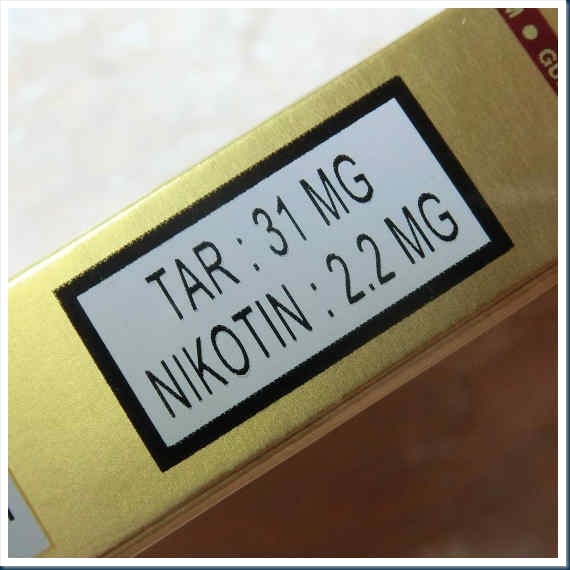 TAR : 31 MG
NIKOTIN : 2.2 MG